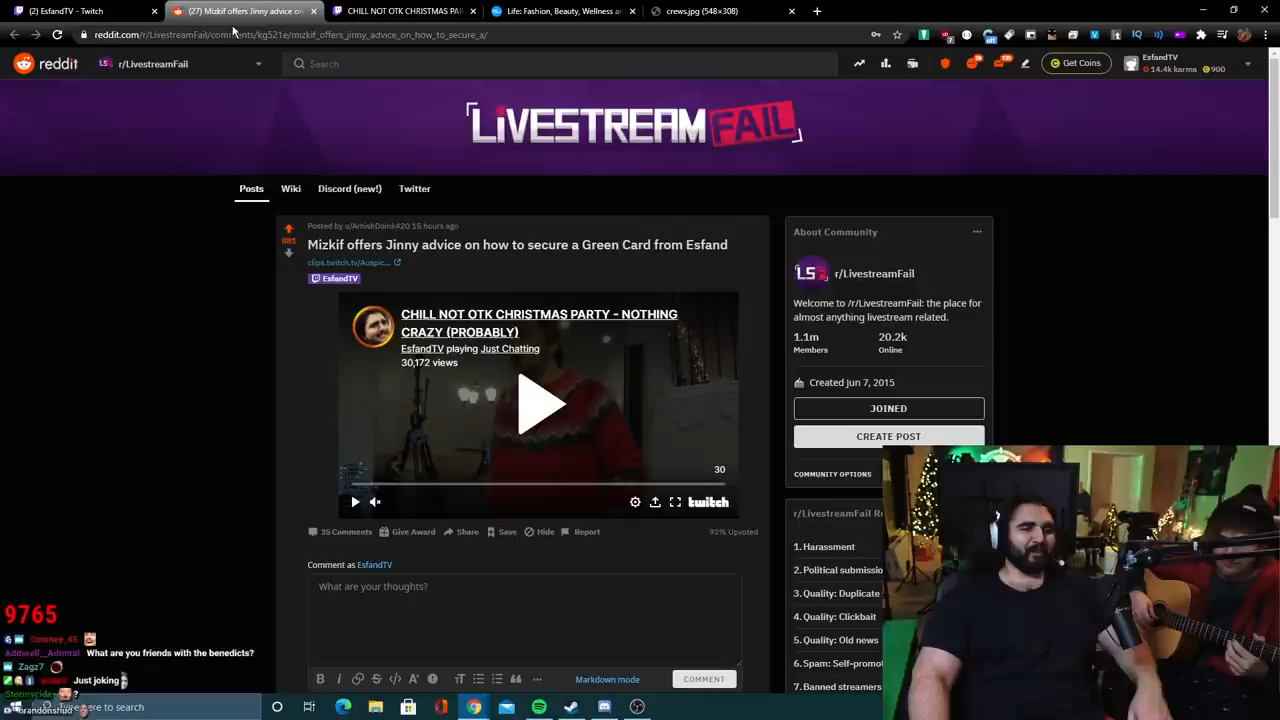 (2) EsfandTV - Twitch
(27) Mizkif offers Jinny advice on
CHILL NOT OTK CHRISTMAS PAR
Life: Fashion, Beauty, Wellness an
crews.jpg (548×308)
reddit.com/r/LivestreamFail/comments/kg521e/mizkif_offers_jinny_advice_on_how_to_secure_a/
reddit
r/LivestreamFail
Search
Get Coins
EsfandTV
14.4k karma 900
LIVESTREAM FAIL
Posts Wiki Discord (new!) Twitter
Posted by u/AmishOoink420 15 hours ago
881
Mizkif offers Jinny advice on how to secure a Green Card from Esfand
clips.twitch.tv/Auspic...
EsfandTV
CHILL NOT OTK CHRISTMAS PARTY - NOTHING
CRAZY (PROBABLY)
EsfandTV playing Just Chatting
30,172 views
30
twitch
35 Comments Give Award Share Save Hide Report 93% Upvoted
Comment as EsfandTV
What are your thoughts?
Markdown mode
COMMENT
About Community
r/LivestreamFail
Welcome to /r/LivestreamFail: the place for
almost anything livestream related.
1.1m 20.2k
Members Online
Created Jun 7, 2015
JOINED
CREATE POST
COMMUNITY OPTIONS
r/LivestreamFail Ru
1. Harassment
2. Political submissio
3. Quality: Duplicate
4. Quality: Clickbait
5. Quality: Old news
6. Spam: Self-promot
7. Banned streamers
9765
What are you friends with the benedicts?
Zagz7
Just joking
?
here to search